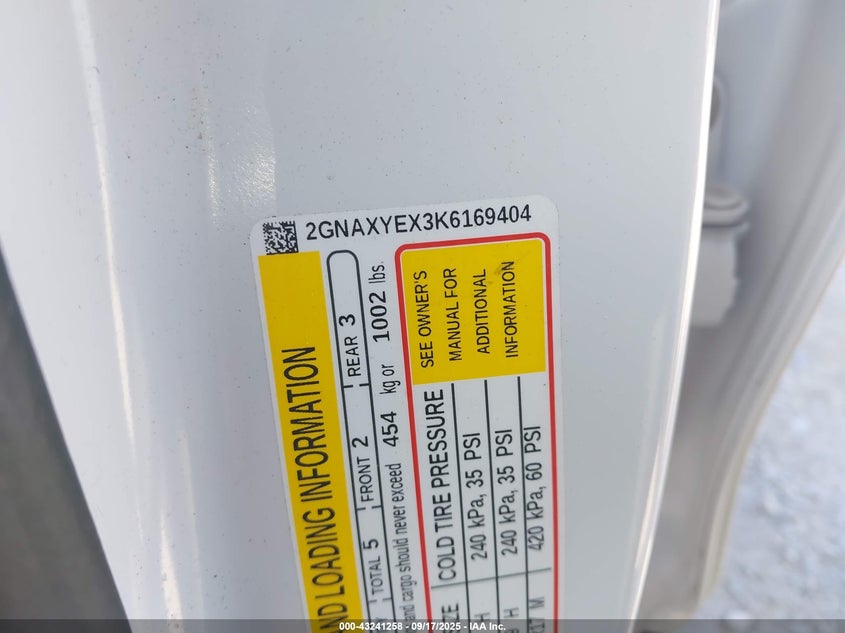 2GNAXYEX3K6169404
AND LOADING INFORMATION
TOTAL 5 FRONT 2 REAR 3
and cargo should never exceed 454 kg or 1002 lbs.
COLD TIRE PRESSURE
SEE OWNER'S
MANUAL FOR
ADDITIONAL
INFORMATION
H 240 kPa, 35 PSI
H 240 kPa, 35 PSI
M 420 kPa, 60 PSI
000-43241258 - 09/17/2025 - IAA Inc.